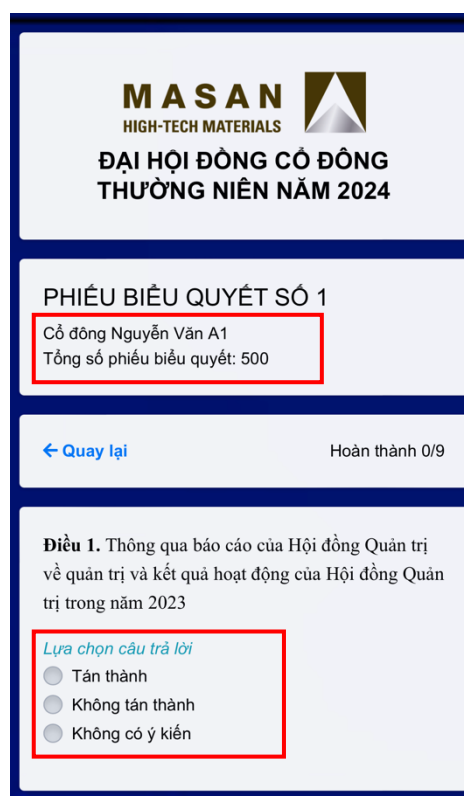 MASAN
HIGH-TECH MATERIALS
ĐẠI HỘI ĐỒNG CỔ ĐÔNG
THƯỜNG NIÊN NĂM 2024
PHIẾU BIỂU QUYẾT SỐ 1
Cổ đông Nguyễn Văn A1
Tổng số phiếu biểu quyết: 500
← Quay lại Hoàn thành 0/9
Điều 1. Thông qua báo cáo của Hội đồng Quản trị
về quản trị và kết quả hoạt động của Hội đồng Quản
trị trong năm 2023
Lựa chọn câu trả lời
Tán thành
Không tán thành
Không có ý kiến